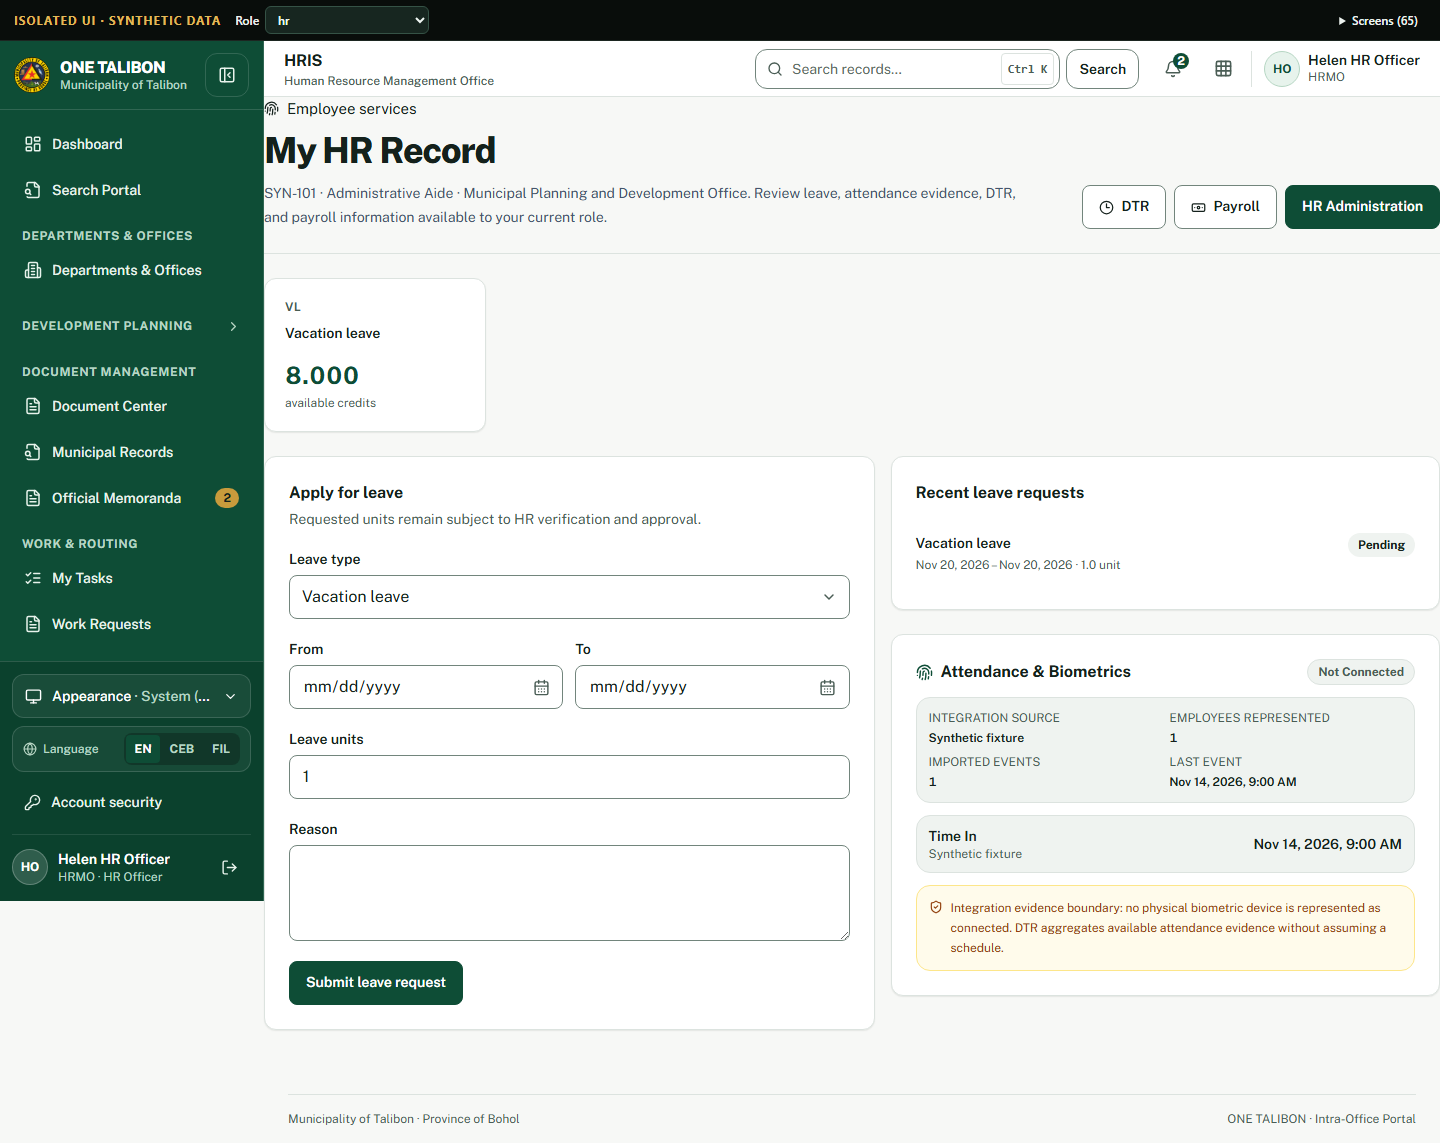 ISOLATED UI · SYNTHETIC DATA Role hr Screens (65)
ONE TALIBON
Municipality of Talibon
HRIS
Human Resource Management Office
Search records... Ctrl K Search 2 HO Helen HR Officer
HRMO
Dashboard
Search Portal
DEPARTMENTS & OFFICES
Departments & Offices
DEVELOPMENT PLANNING
DOCUMENT MANAGEMENT
Document Center
Municipal Records
Official Memoranda 2
WORK & ROUTING
My Tasks
Work Requests
Appearance · System (...
Language EN CEB FIL
Account security
HO Helen HR Officer
HRMO · HR Officer
Employee services
My HR Record
SYN-101 · Administrative Aide · Municipal Planning and Development Office. Review leave, attendance evidence, DTR,
and payroll information available to your current role.
DTR Payroll HR Administration
VL
Vacation leave
8.000
available credits
Apply for leave
Requested units remain subject to HR verification and approval.
Leave type
Vacation leave
From To
mm/dd/yyyy mm/dd/yyyy
Leave units
1
Reason
Submit leave request
Recent leave requests
Vacation leave Pending
Nov 20, 2026 – Nov 20, 2026 · 1.0 unit
Attendance & Biometrics Not Connected
INTEGRATION SOURCE EMPLOYEES REPRESENTED
Synthetic fixture 1
IMPORTED EVENTS LAST EVENT
1 Nov 14, 2026, 9:00 AM
Time In
Synthetic fixture
Nov 14, 2026, 9:00 AM
Integration evidence boundary: no physical biometric device is represented as
connected. DTR aggregates available attendance evidence without assuming a
schedule.
Municipality of Talibon · Province of Bohol ONE TALIBON · Intra-Office Portal